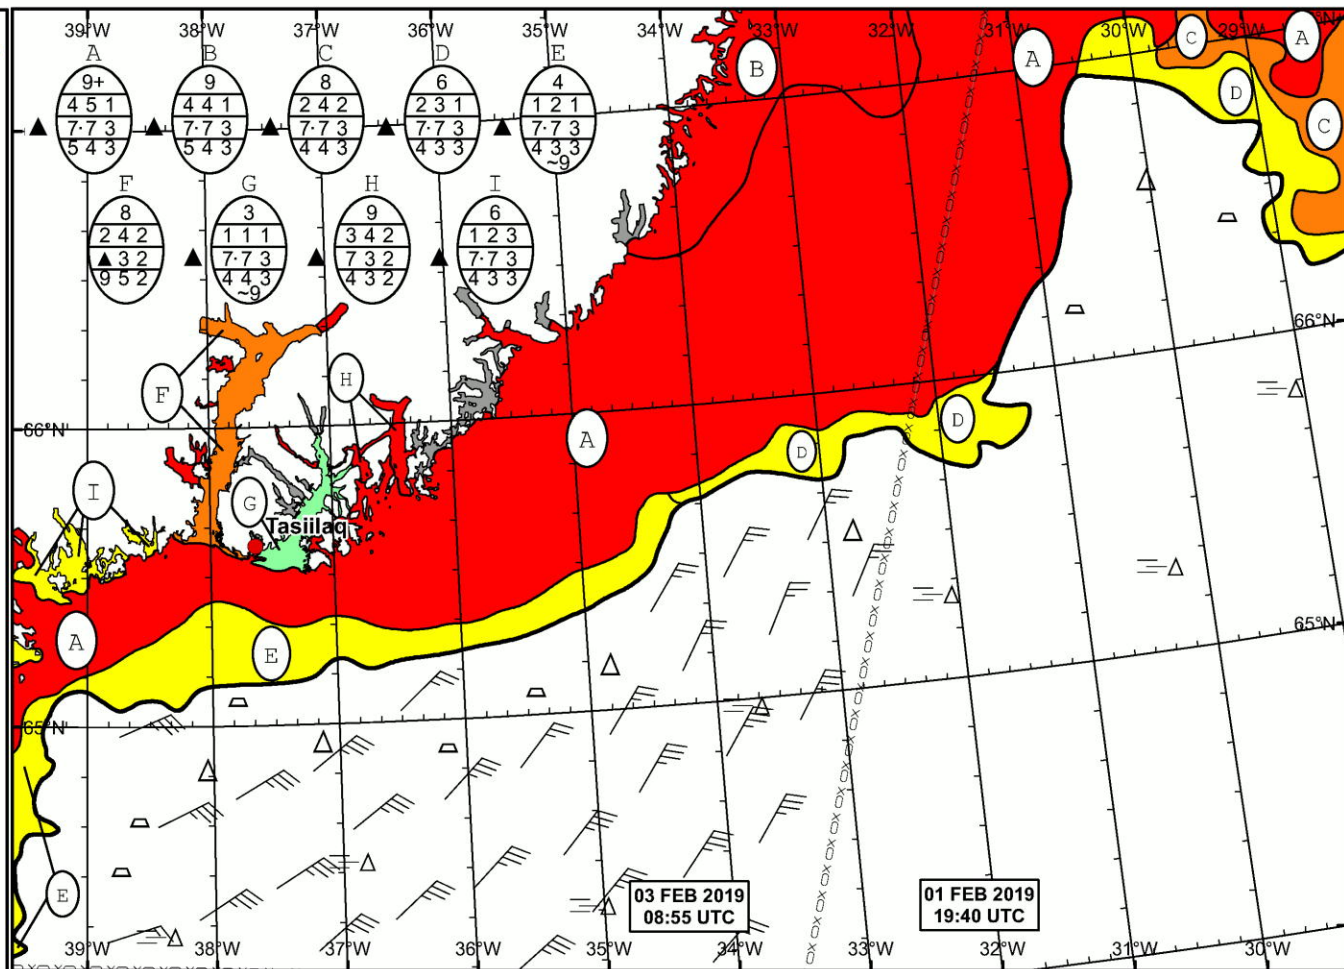 39°W 38°W 37°W 36°W 35°W 34°W 33°W 32°W 31°W 30°W 29°W
A B C D E
9+ 9 8 6 4
4 5 1 4 4 1 2 4 2 2 3 1 1 2 1
7·7 3 7·7 3 7·7 3 7·7 3 7·7 3
5 4 3 5 4 3 4 4 3 4 3 3 4 3 3
~9
F G H I
8 3 9 6
2 4 2 1 1 1 3 4 2 1 2 3
▲ 3 2 7·7 3 7 3 2 7·7 3
9 5 2 4 4 3 4 3 2 4 3 3
~9
B
A
C
A
D
C
66°N
F
H
66°N
A
D
D
I
G
Tasiilaq
65°N
A
E
65°N
E
03 FEB 2019
08:55 UTC
01 FEB 2019
19:40 UTC
39°W 38°W 37°W 36°W 35°W 34°W 33°W 32°W 31°W 30°W